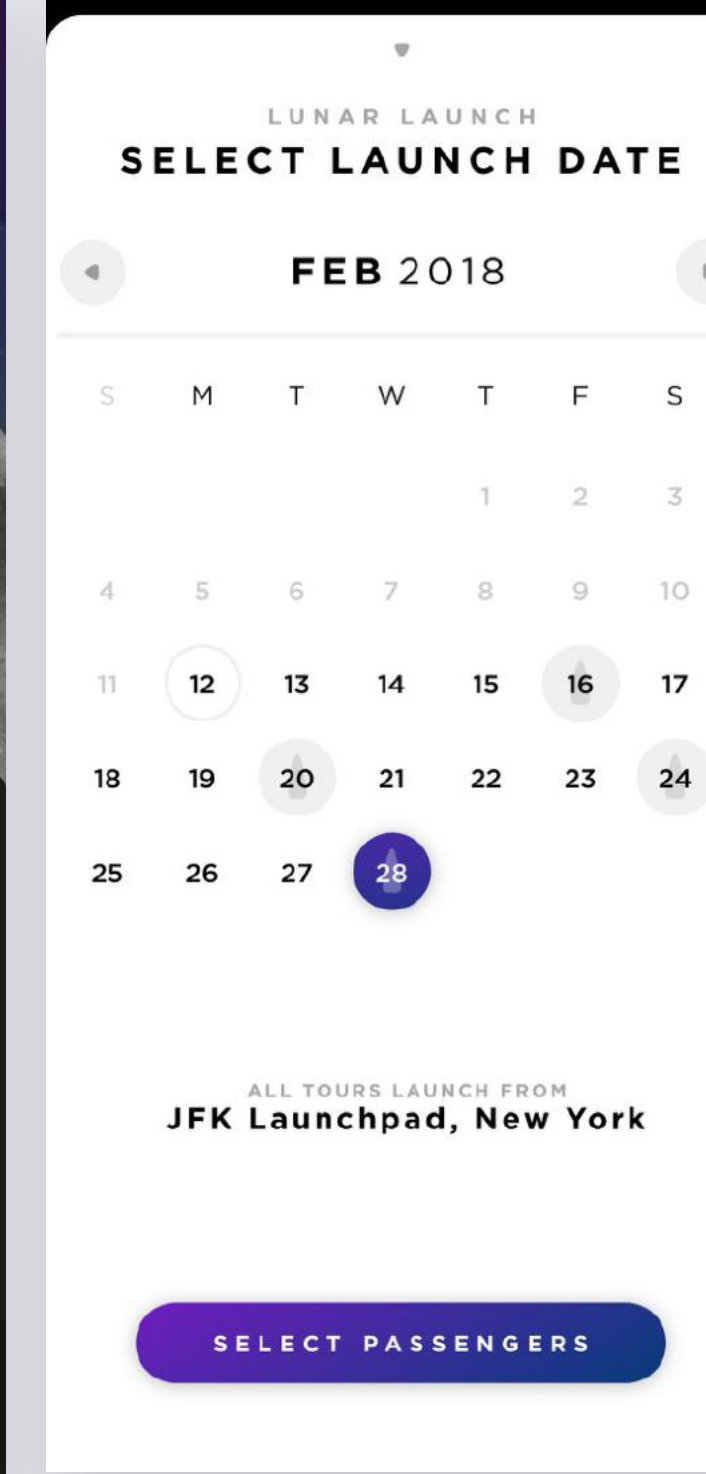 LUNAR LAUNCH
SELECT LAUNCH DATE
FEB 2018
S M T W T F S
1 2 3
4 5 6 7 8 9 10
11 12 13 14 15 16 17
18 19 20 21 22 23 24
25 26 27 28
ALL TOURS LAUNCH FROM
JFK Launchpad, New York
SELECT PASSENGERS